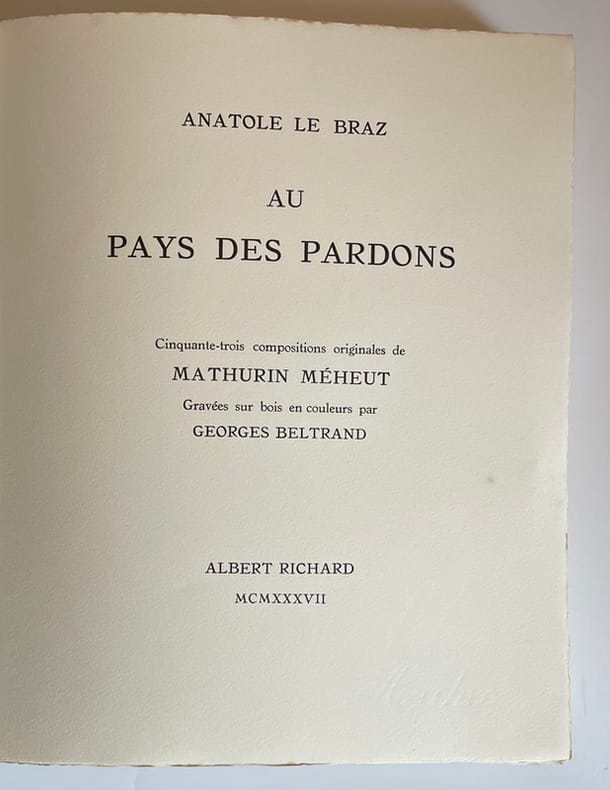 ANATOLE LE BRAZ
AU
PAYS DES PARDONS
Cinquante-trois compositions originales de
MATHURIN MÉHEUT
Gravées sur bois en couleurs par
GEORGES BELTRAND
ALBERT RICHARD
MCMXXXVII
Arches